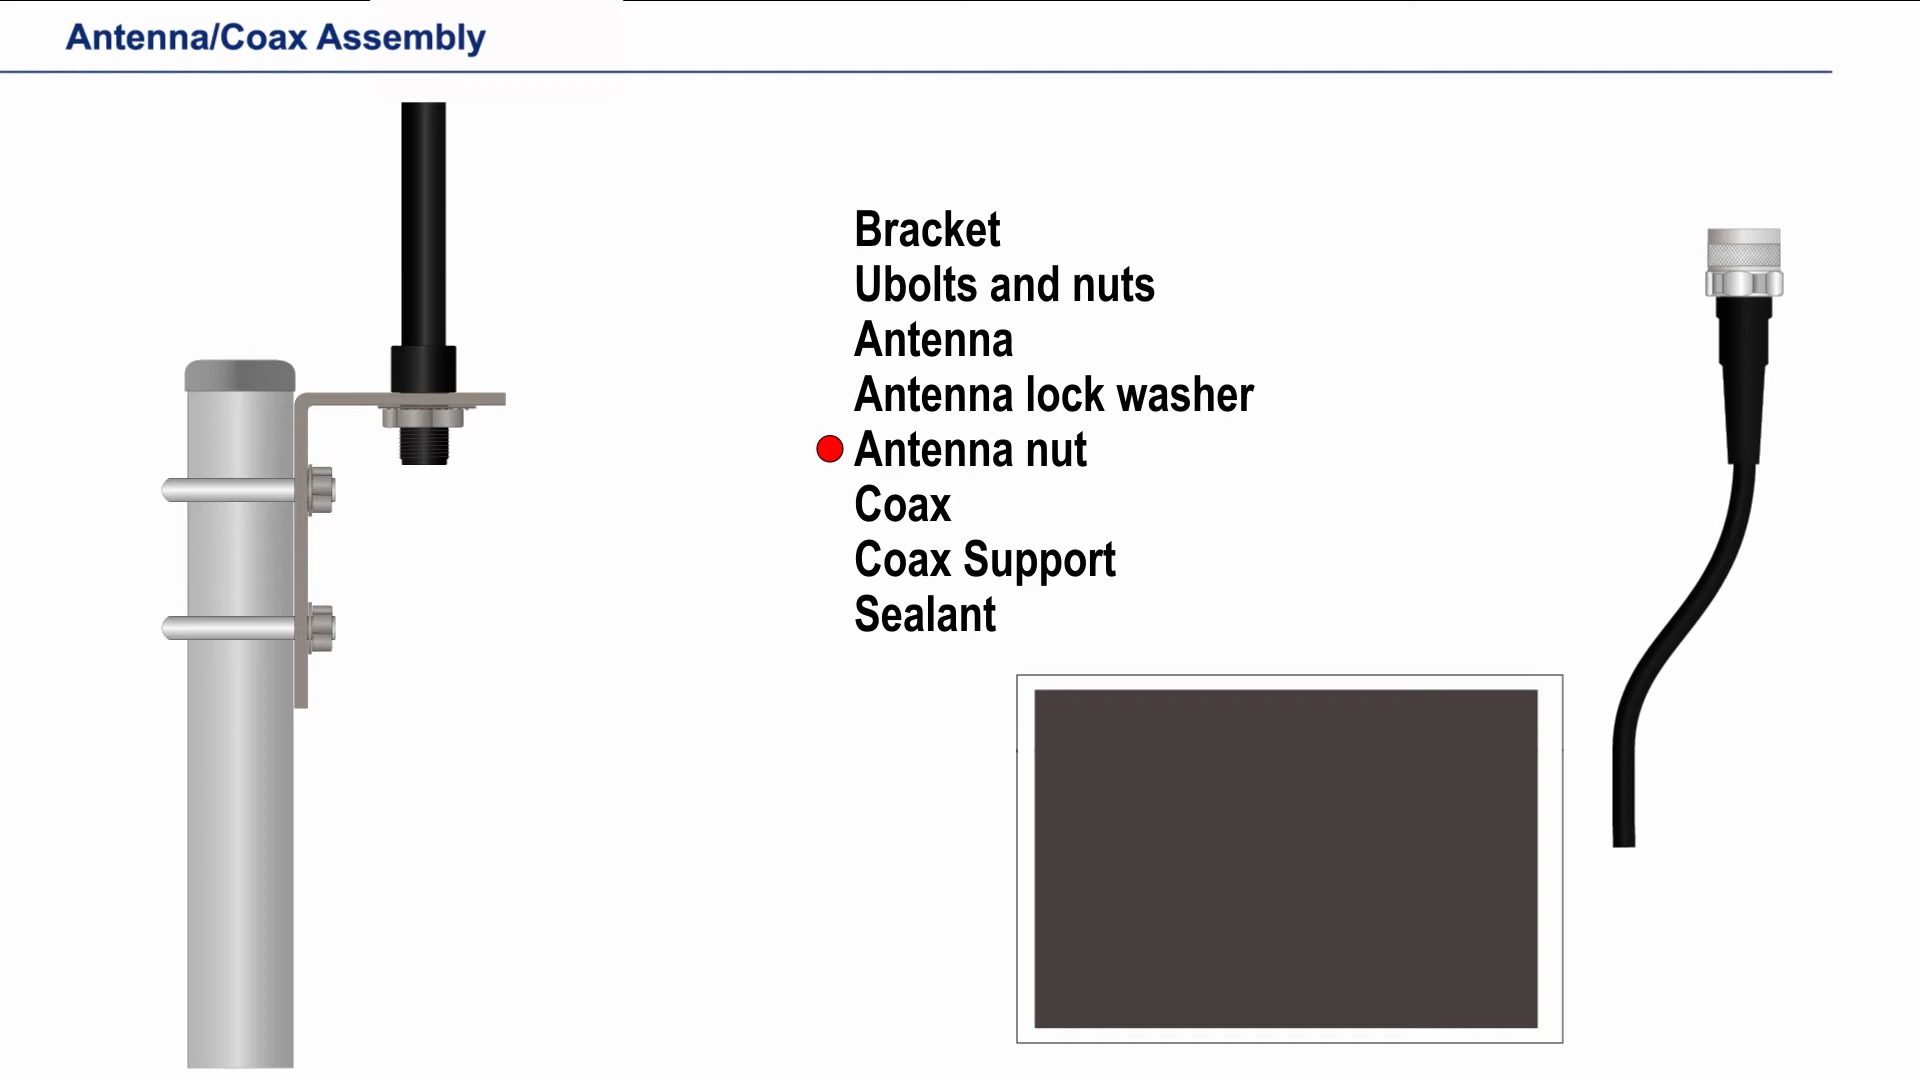 Antenna/Coax Assembly
Bracket
Ubolts and nuts
Antenna
Antenna lock washer
Antenna nut
Coax
Coax Support
Sealant